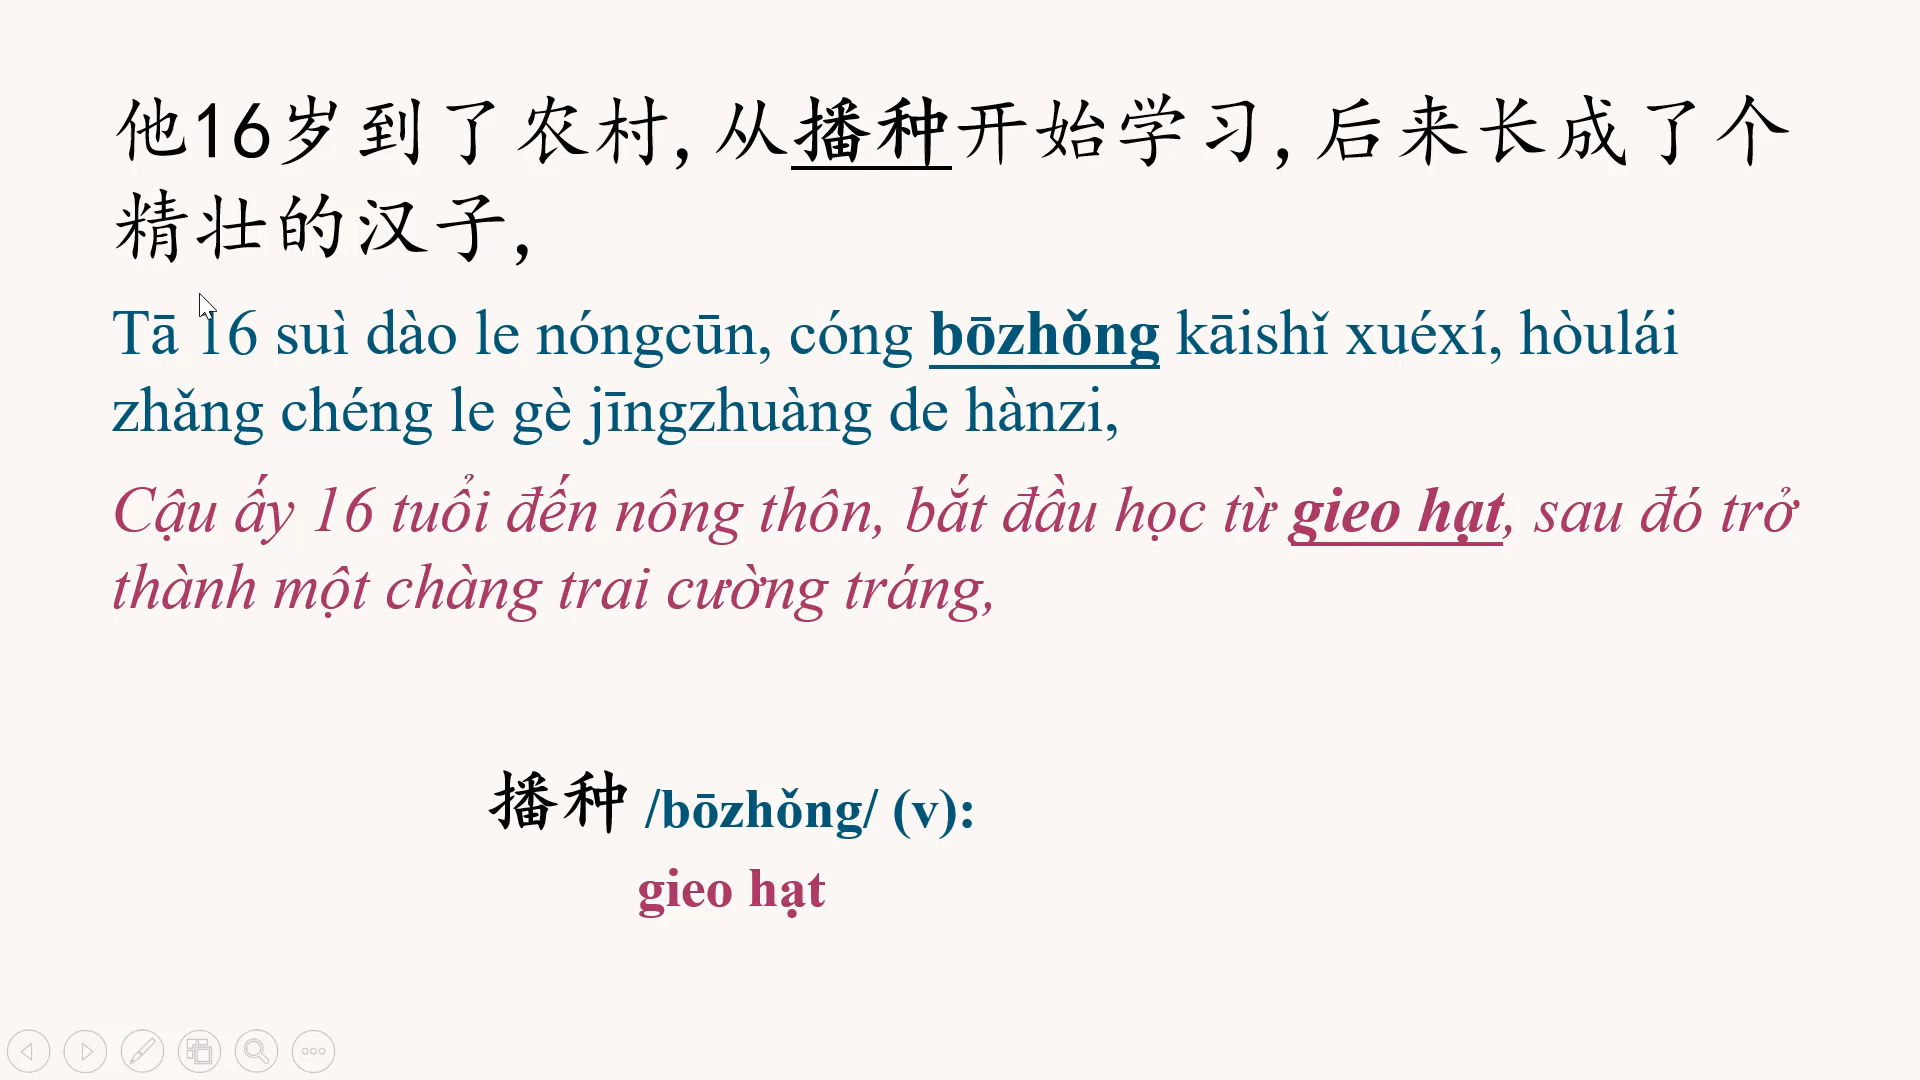 他16岁到了农村,从播种开始学习,后来长成了个
精壮的汉子,
Tā 16 suì dào le nóngcūn, cóng bōzhǒng kāishǐ xuéxí, hòulái
zhǎng chéng le gè jīngzhuàng de hànzi,
Cậu ấy 16 tuổi đến nông thôn, bắt đầu học từ gieo hạt, sau đó trở
thành một chàng trai cường tráng,
播种 /bōzhǒng/ (v):
gieo hạt